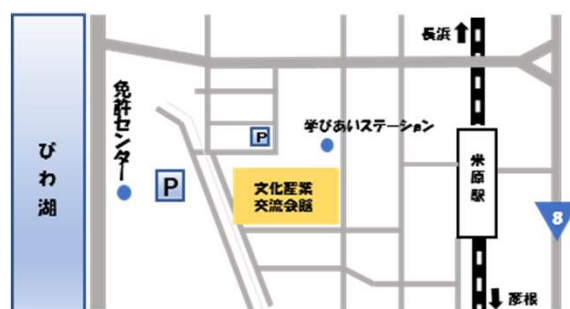 長浜
免許センター
P
学びあいステーション
びわ湖
P
文化産業
交流会館
米原駅
8
彦根